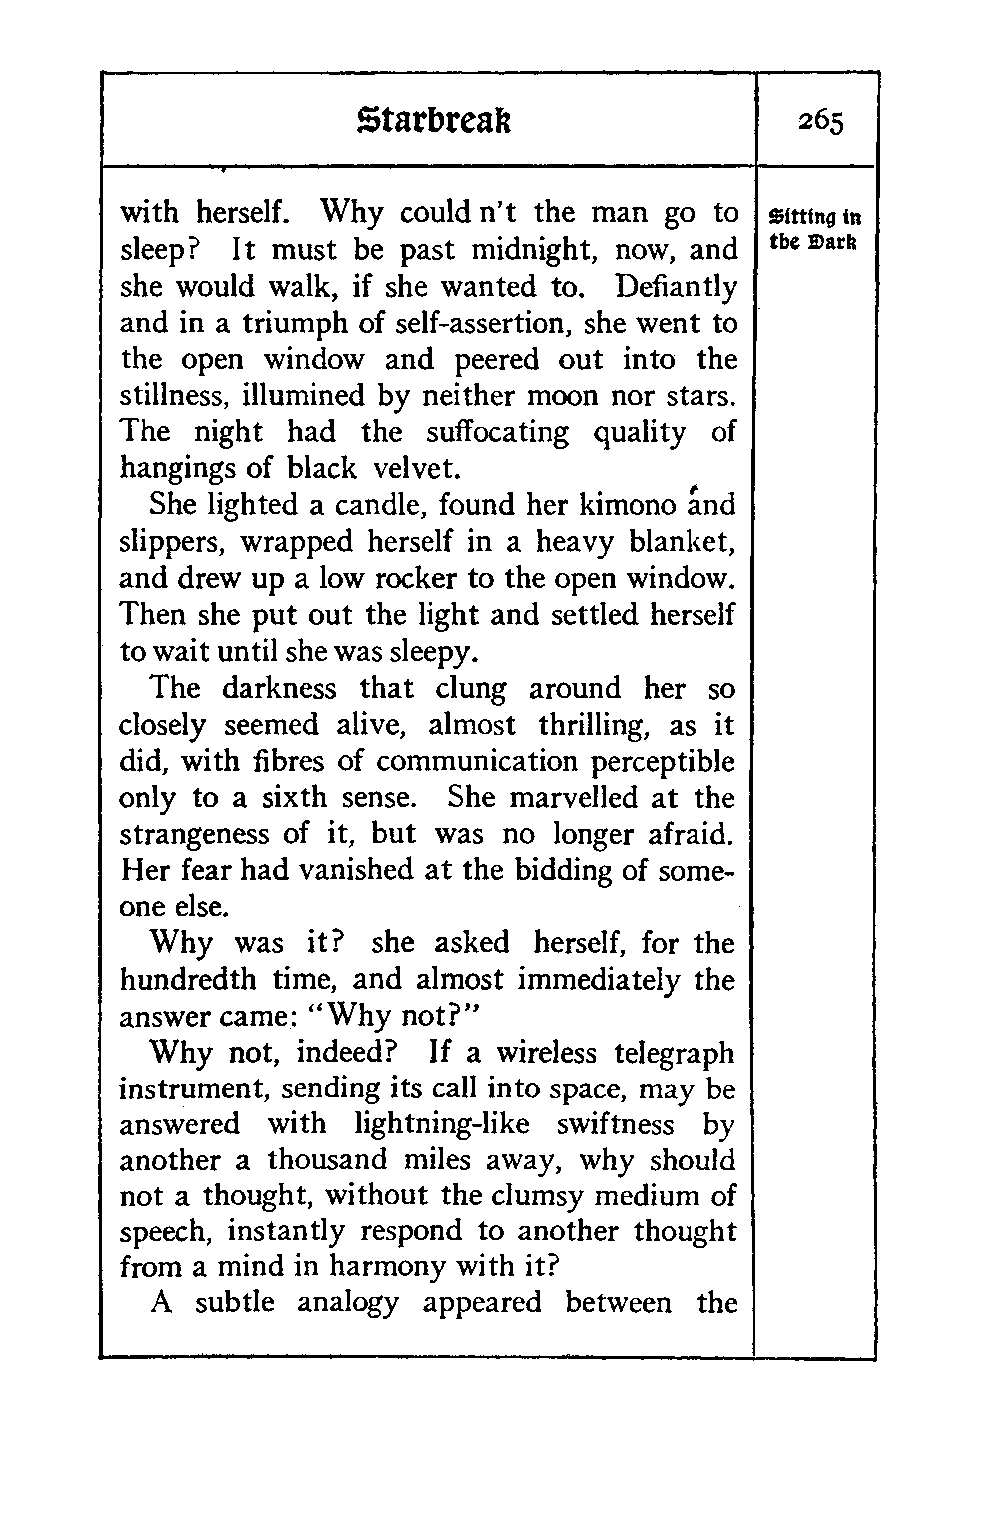 Starbreak
265
with herself. Why could n't the man go to
sleep? It must be past midnight, now, and
she would walk, if she wanted to. Defiantly
and in a triumph of self-assertion, she went to
the open window and peered out into the
stillness, illumined by neither moon nor stars.
The night had the suffocating quality of
hangings of black velvet.
She lighted a candle, found her kimono and
slippers, wrapped herself in a heavy blanket,
and drew up a low rocker to the open window.
Then she put out the light and settled herself
to wait until she was sleepy.
The darkness that clung around her so
closely seemed alive, almost thrilling, as it
did, with fibres of communication perceptible
only to a sixth sense. She marvelled at the
strangeness of it, but was no longer afraid.
Her fear had vanished at the bidding of some-
one else.
Why was it? she asked herself, for the
hundredth time, and almost immediately the
answer came: "Why not?"
Why not, indeed? If a wireless telegraph
instrument, sending its call into space, may be
answered with lightning-like swiftness by
another a thousand miles away, why should
not a thought, without the clumsy medium of
speech, instantly respond to another thought
from a mind in harmony with it?
A subtle analogy appeared between the
Sitting in
the Dark